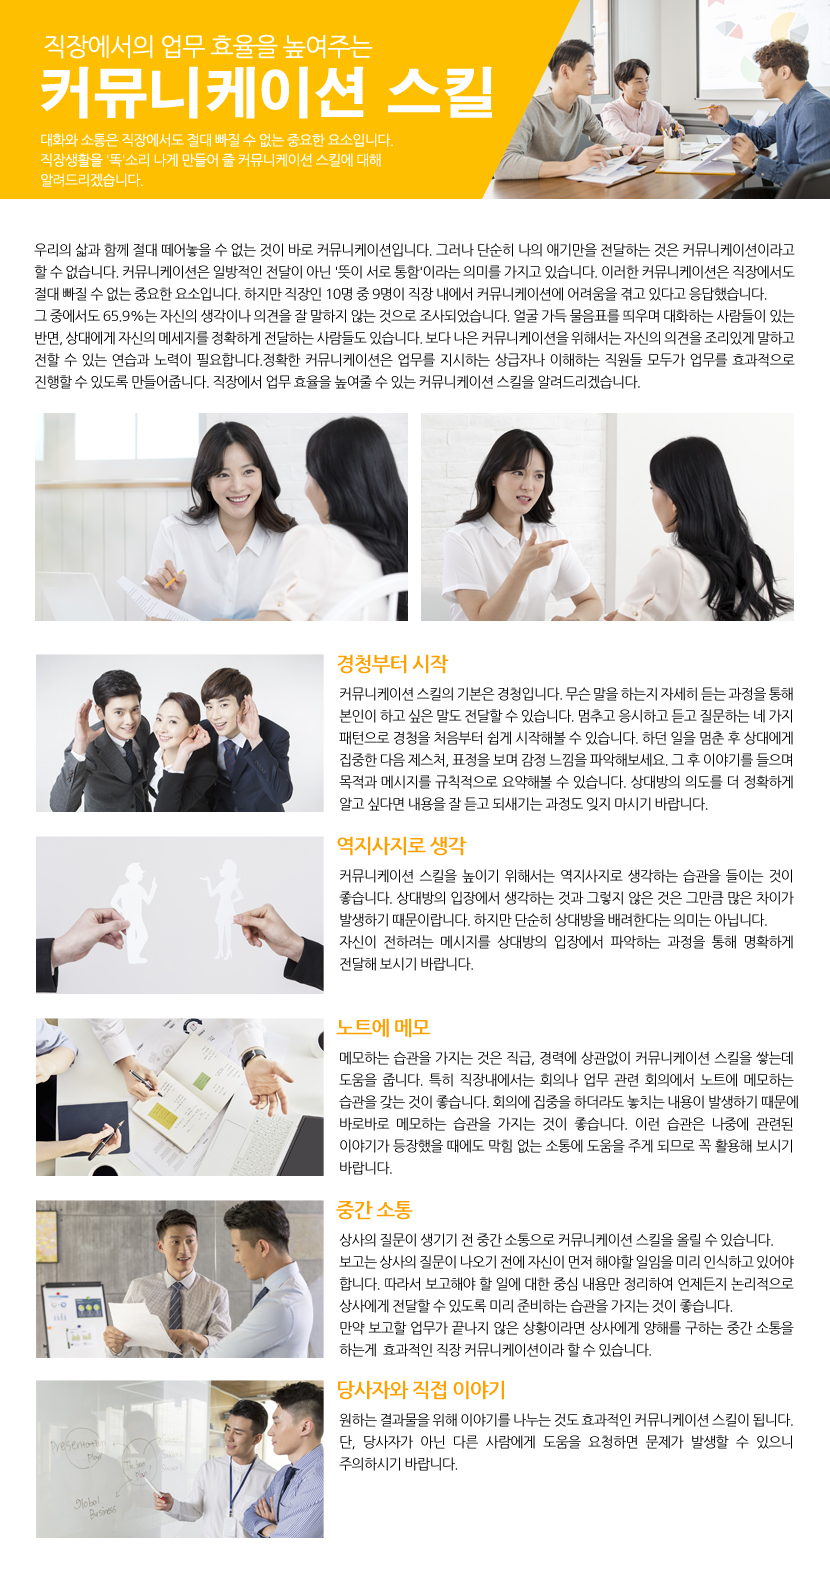 직장에서의 업무 효율을 높여주는
커뮤니케이션 스킬
대화와 소통은 직장에서도 절대 빠질 수 없는 중요한 요소입니다.
직장생활을 '똑'소리 나게 만들어 줄 커뮤니케이션 스킬에 대해
알려드리겠습니다.
우리의 삶과 함께 절대 떼어놓을 수 없는 것이 바로 커뮤니케이션입니다. 그러나 단순히 나의 얘기만을 전달하는 것은 커뮤니케이션이라고
할 수 없습니다. 커뮤니케이션은 일방적인 전달이 아닌 '뜻이 서로 통함'이라는 의미를 가지고 있습니다. 이러한 커뮤니케이션은 직장에서도
절대 빠질 수 없는 중요한 요소입니다. 하지만 직장인 10명 중 9명이 직장 내에서 커뮤니케이션에 어려움을 겪고 있다고 응답했습니다.
그 중에서도 65.9%는 자신의 생각이나 의견을 잘 말하지 않는 것으로 조사되었습니다. 얼굴 가득 물음표를 띄우며 대화하는 사람들이 있는
반면, 상대에게 자신의 메세지를 정확하게 전달하는 사람들도 있습니다. 보다 나은 커뮤니케이션을 위해서는 자신의 의견을 조리있게 말하고
전할 수 있는 연습과 노력이 필요합니다.정확한 커뮤니케이션은 업무를 지시하는 상급자나 이해하는 직원들 모두가 업무를 효과적으로
진행할 수 있도록 만들어줍니다. 직장에서 업무 효율을 높여줄 수 있는 커뮤니케이션 스킬을 알려드리겠습니다.
경청부터 시작
커뮤니케이션 스킬의 기본은 경청입니다. 무슨 말을 하는지 자세히 듣는 과정을 통해
본인이 하고 싶은 말도 전달할 수 있습니다. 멈추고 응시하고 듣고 질문하는 네 가지
패턴으로 경청을 처음부터 쉽게 시작해볼 수 있습니다. 하던 일을 멈춘 후 상대에게
집중한 다음 제스처, 표정을 보며 감정 느낌을 파악해보세요. 그 후 이야기를 들으며
목적과 메시지를 규칙적으로 요약해볼 수 있습니다. 상대방의 의도를 더 정확하게
알고 싶다면 내용을 잘 듣고 되새기는 과정도 잊지 마시기 바랍니다.
역지사지로 생각
커뮤니케이션 스킬을 높이기 위해서는 역지사지로 생각하는 습관을 들이는 것이
좋습니다. 상대방의 입장에서 생각하는 것과 그렇지 않은 것은 그만큼 많은 차이가
발생하기 때문이랍니다. 하지만 단순히 상대방을 배려한다는 의미는 아닙니다.
자신이 전하려는 메시지를 상대방의 입장에서 파악하는 과정을 통해 명확하게
전달해 보시기 바랍니다.
노트에 메모
메모하는 습관을 가지는 것은 직급, 경력에 상관없이 커뮤니케이션 스킬을 쌓는데
도움을 줍니다. 특히 직장내에서는 회의나 업무 관련 회의에서 노트에 메모하는
습관을 갖는 것이 좋습니다. 회의에 집중을 하더라도 놓치는 내용이 발생하기 때문에
바로바로 메모하는 습관을 가지는 것이 좋습니다. 이런 습관은 나중에 관련된
이야기가 등장했을 때에도 막힘 없는 소통에 도움을 주게 되므로 꼭 활용해 보시기
바랍니다.
중간 소통
상사의 질문이 생기기 전 중간 소통으로 커뮤니케이션 스킬을 올릴 수 있습니다.
보고는 상사의 질문이 나오기 전에 자신이 먼저 해야할 일임을 미리 인식하고 있어야
합니다. 따라서 보고해야 할 일에 대한 중심 내용만 정리하여 언제든지 논리적으로
상사에게 전달할 수 있도록 미리 준비하는 습관을 가지는 것이 좋습니다.
만약 보고할 업무가 끝나지 않은 상황이라면 상사에게 양해를 구하는 중간 소통을
하는게 효과적인 직장 커뮤니케이션이라 할 수 있습니다.
당사자와 직접 이야기
원하는 결과물을 위해 이야기를 나누는 것도 효과적인 커뮤니케이션 스킬이 됩니다.
단, 당사자가 아닌 다른 사람에게 도움을 요청하면 문제가 발생할 수 있으니
주의하시기 바랍니다.
Presentation
Plan
Global
Business